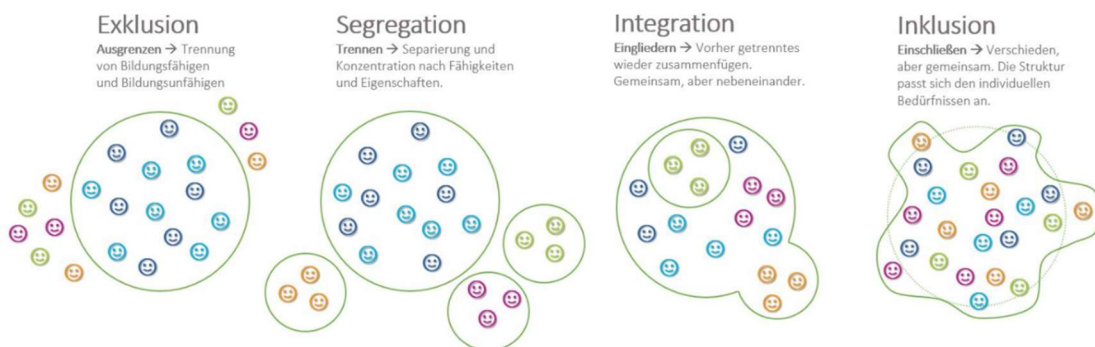 Exklusion
Ausgrenzen → Trennung
von Bildungsfähigen
und Bildungsunfähigen
Segregation
Trennen → Separierung und
Konzentration nach Fähigkeiten
und Eigenschaften.
Integration
Eingliedern → Vorher getrenntes
wieder zusammenfügen.
Gemeinsam, aber nebeneinander.
Inklusion
Einschließen → Verschieden,
aber gemeinsam. Die Struktur
passt sich den individuellen
Bedürfnissen an.